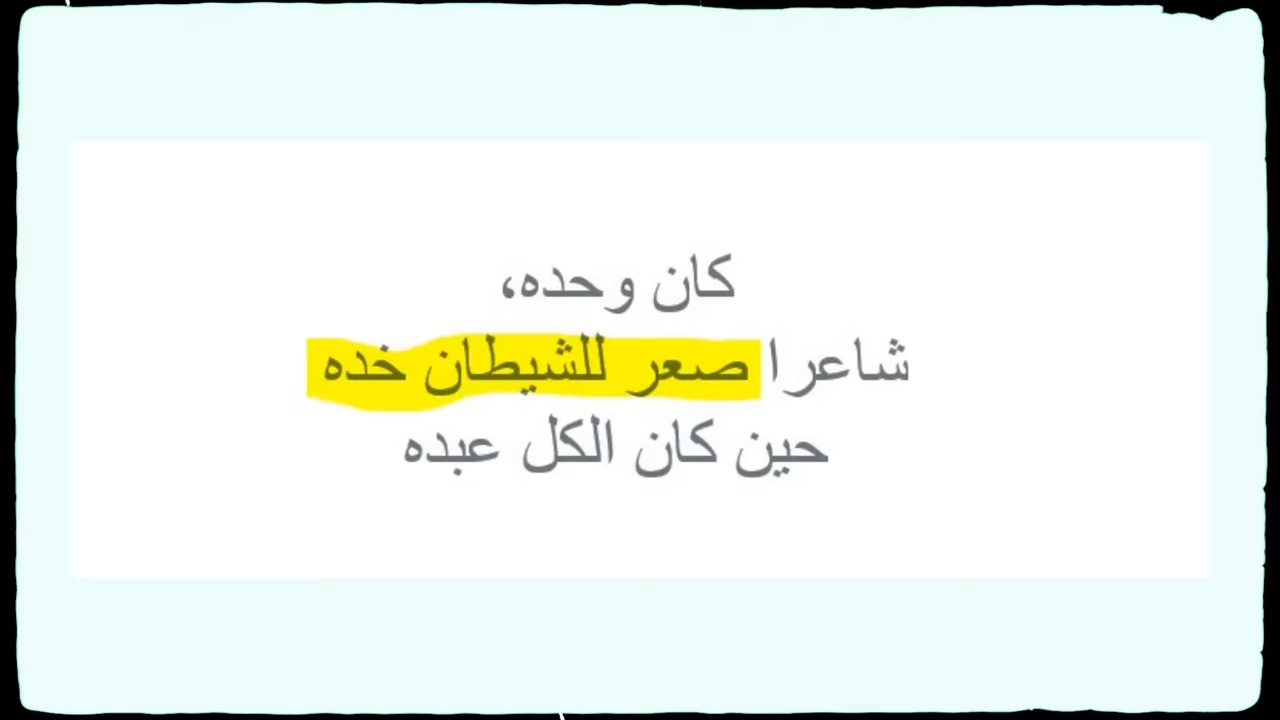 كان وحده،
شاعرا صعر للشيطان خده
حين كان الكل عبده